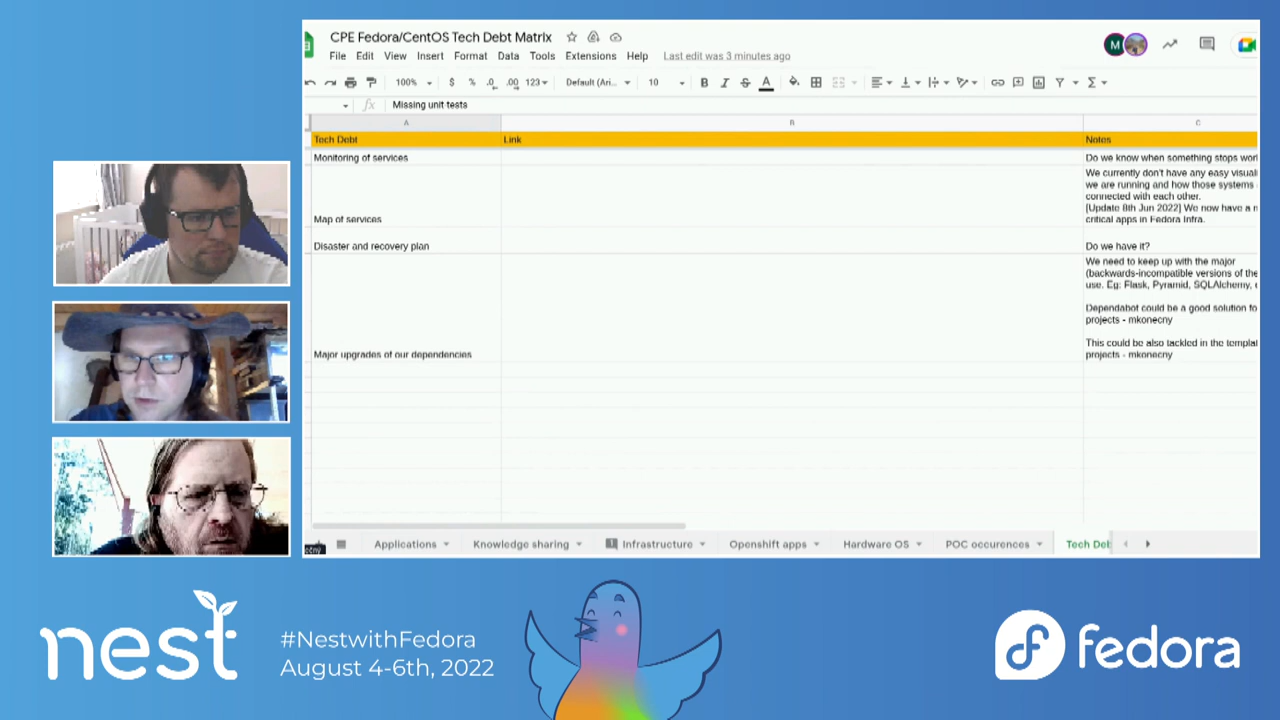 CPE Fedora/CentOS Tech Debt Matrix
File Edit View Insert Format Data Tools Extensions Help Last edit was 3 minutes ago
100% $ % .0 .00 123 Default (Ari... 10 B I S A
fx Missing unit tests
A B C
Tech Debt Link Notes
Monitoring of services Do we know when something stops
We currently don't have any easy
we are running and how those systems
connected with each other.
[Update 8th Jun 2022] We now have a
Map of services critical apps in Fedora Infra.
Disaster and recovery plan Do we have it?
We need to keep up with the major
(backwards-incompatible versions of the
use. Eg: Flask, Pyramid, SQLAlchemy,
Dependabot could be a good solution
projects - mkonecny
This could be also tackled in the
Major upgrades of our dependencies projects - mkonecny
Applications Knowledge sharing Infrastructure Openshift apps Hardware OS POC occurences Tech Deb
nest
#NestwithFedora
August 4-6th, 2022
fedora